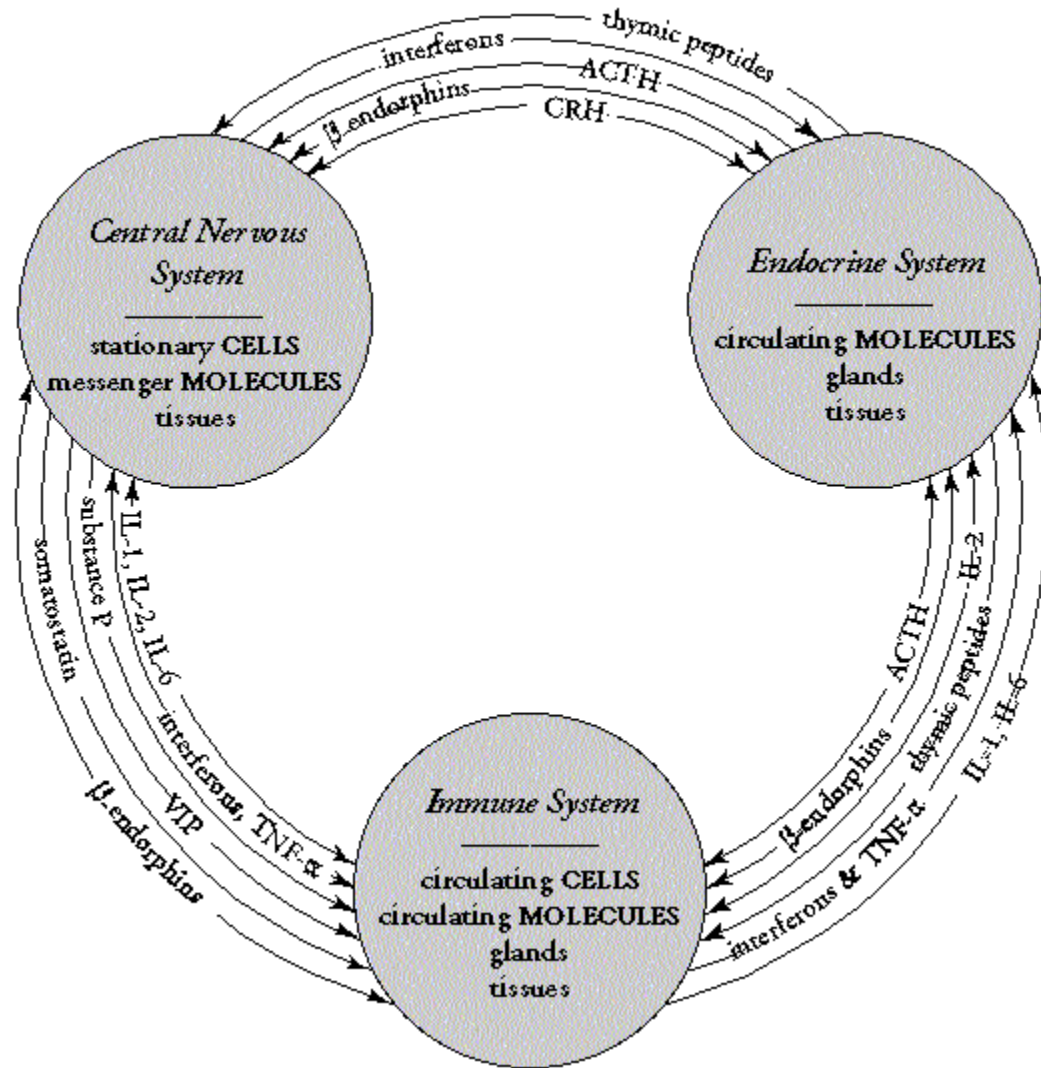 thymic peptides
interferons
ACTH
β endorphins
CRH
Central Nervous
System
stationary CELLS
messenger MOLECULES
tissues
Endocrine System
circulating MOLECULES
glands
tissues
somatostatin
substance P
IL-1, IL-2, IL-6
interferons, TNF-α
VIP
β endorphins
IL-2
ACTH
thymic peptides
IL-1, IL-6
β-endorphins
interferons & TNF-α
Immune System
circulating CELLS
circulating MOLECULES
glands
tissues